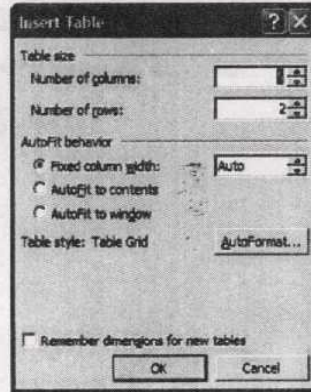 Insert Table
Table size
Number of columns:
Number of rows: 2
AutoFit behavior
Fixed column width: Auto
AutoFit to contents
AutoFit to window
Table style: Table Grid AutoFormat...
Remember dimensions for new tables
OK Cancel